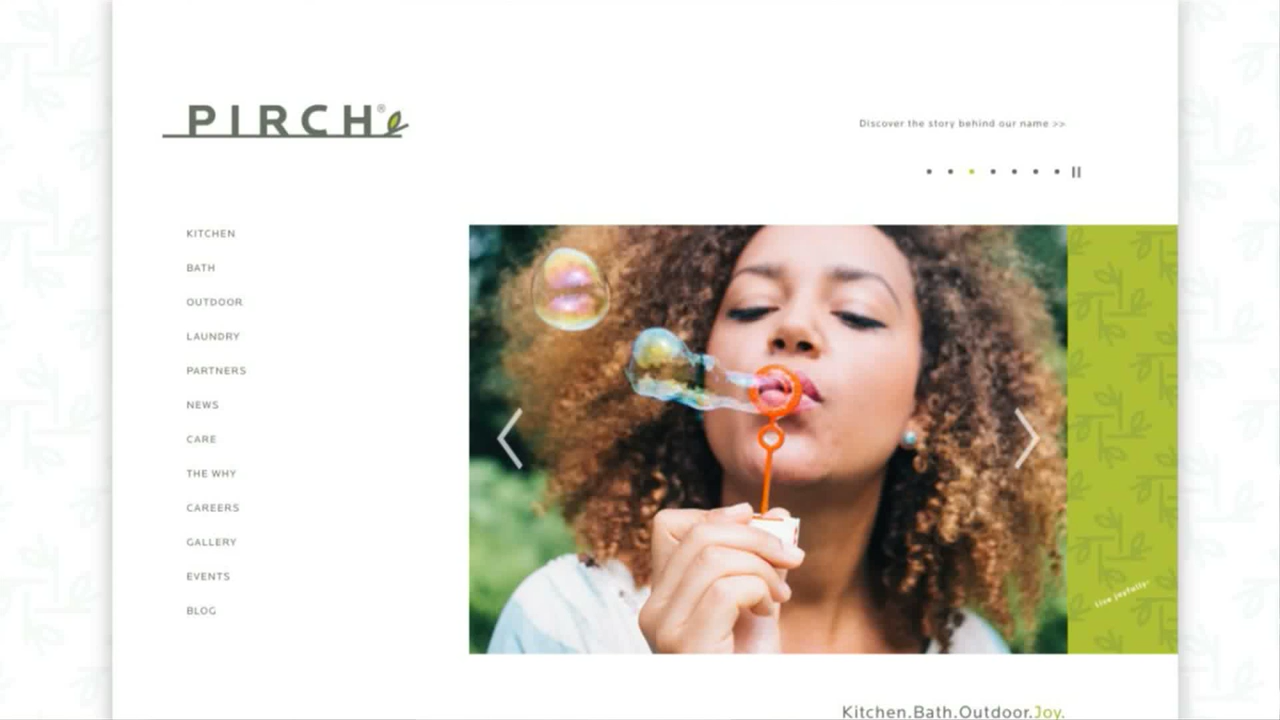 PIRCH®
Discover the story behind our name >>
KITCHEN
BATH
OUTDOOR
LAUNDRY
PARTNERS
NEWS
CARE
THE WHY
CAREERS
GALLERY
EVENTS
BLOG
live joyfully
Kitchen.Bath.Outdoor.Joy.